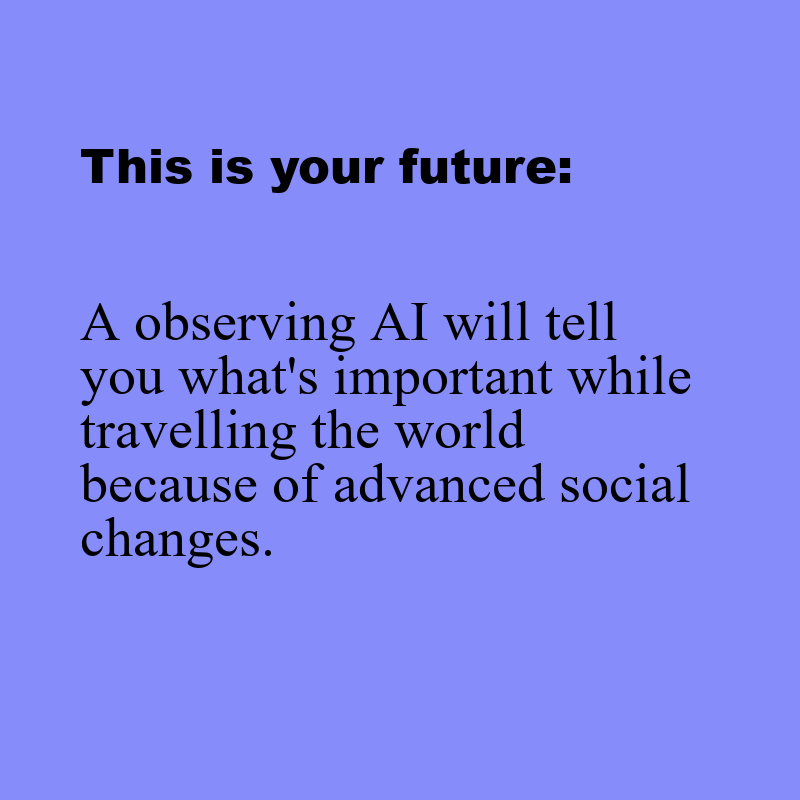 This is your future:
A observing AI will tell
you what's important while
travelling the world
because of advanced social
changes.